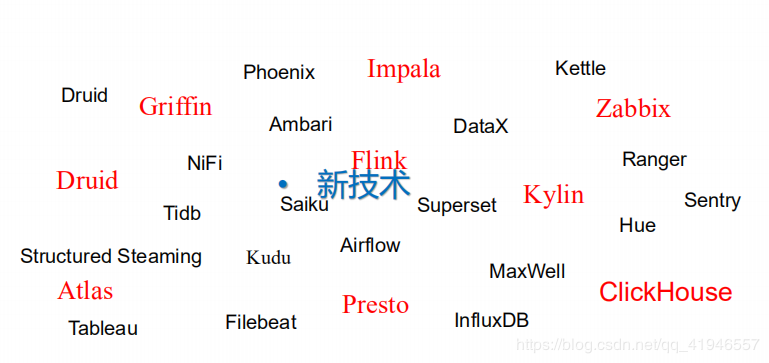 Phoenix
Impala
Kettle
Druid
Griffin
Zabbix
Ambari
DataX
NiFi
Flink
Ranger
Druid
• 新技术
Kylin
Tidb
Saiku
Superset
Sentry
Hue
Structured Steaming
Kudu
Airflow
MaxWell
Atlas
Presto
ClickHouse
Tableau
Filebeat
InfluxDB
https://blog.csdn.net/qq_41946557